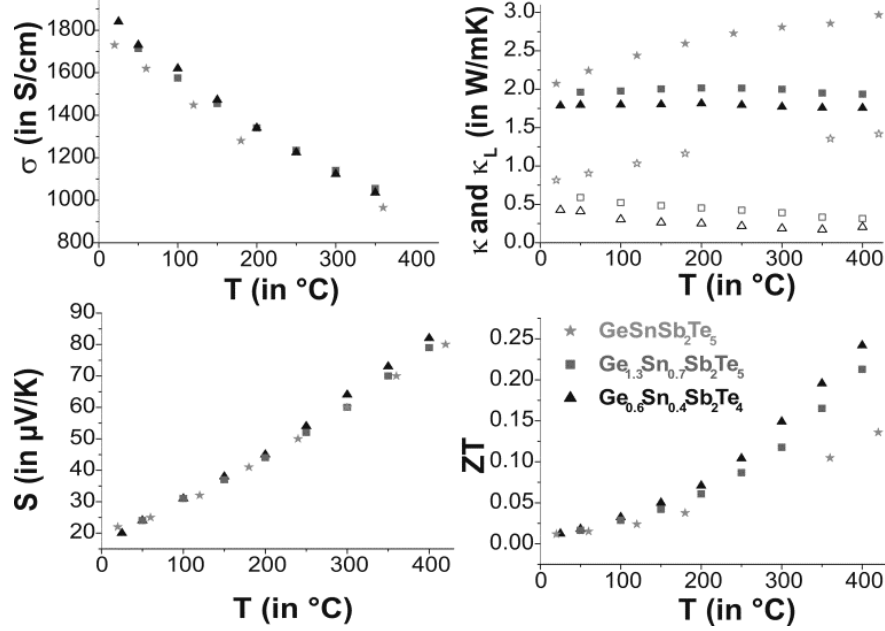 σ (in S/cm)
1800
1600
1400
1200
1000
800
0 100 200 300 400
T (in °C)
κ and κL (in W/mK)
3.0
2.5
2.0
1.5
1.0
0.5
0.0
0 100 200 300 400
T (in °C)
S (in µV/K)
90
80
70
60
50
40
30
20
0 100 200 300 400
T (in °C)
ZT
0.25
0.20
0.15
0.10
0.05
0.00
0 100 200 300 400
T (in °C)
GeSnSb2Te5
Ge1.3Sn0.7Sb2Te5
Ge0.6Sn0.4Sb2Te4